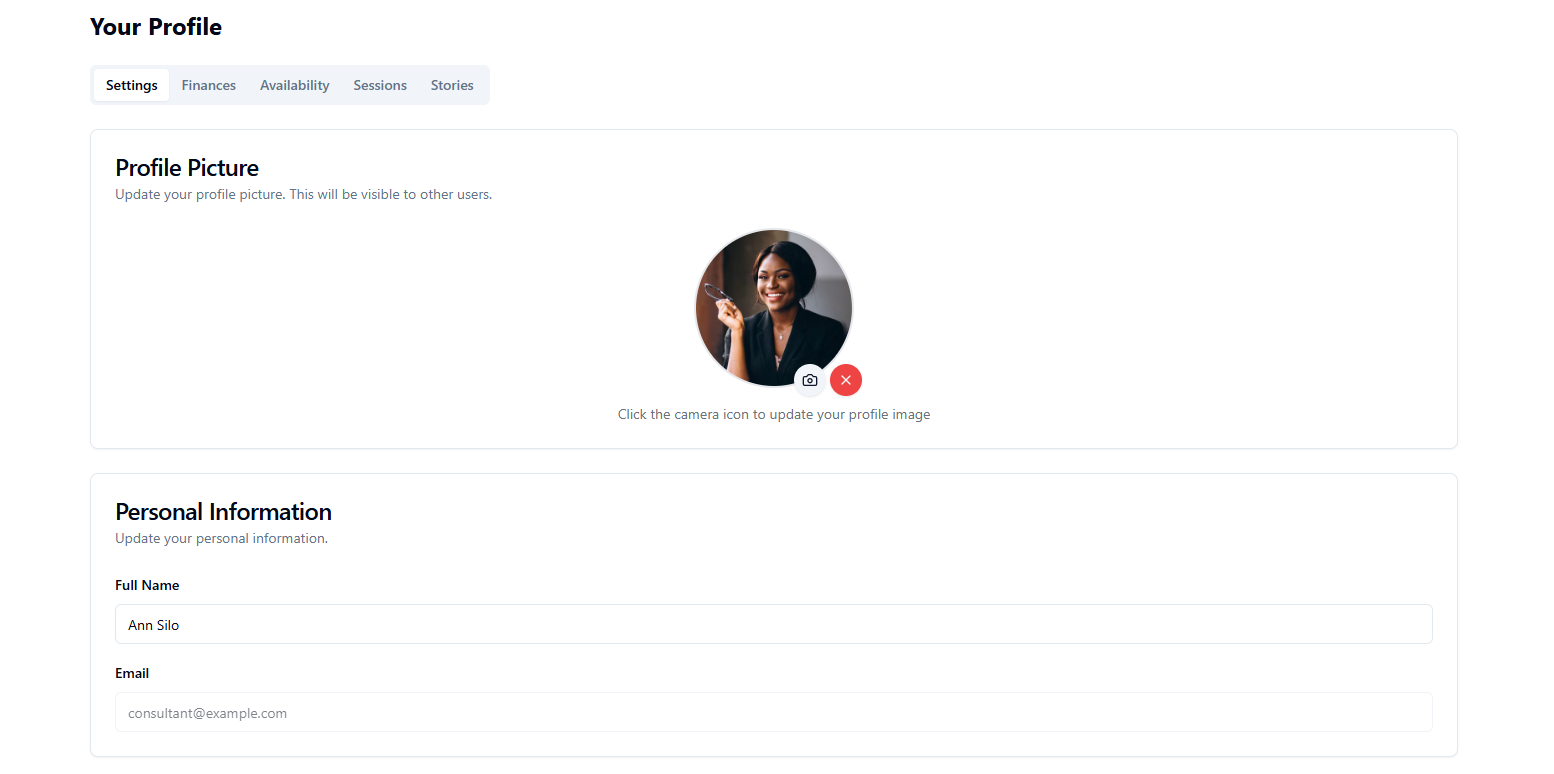 Your Profile
Settings Finances Availability Sessions Stories
Profile Picture
Update your profile picture. This will be visible to other users.
Click the camera icon to update your profile image
Personal Information
Update your personal information.
Full Name
Ann Silo
Email
consultant@example.com